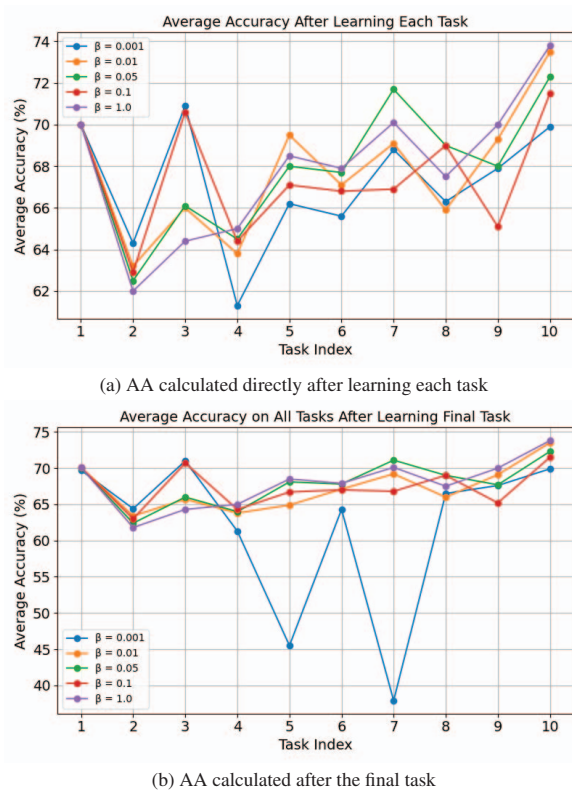 Average Accuracy After Learning Each Task
74
72
70
68
66
64
62
Average Accuracy (%)
β = 0.001
β = 0.01
β = 0.05
β = 0.1
β = 1.0
1 2 3 4 5 6 7 8 9 10
Task Index
(a) AA calculated directly after learning each task
Average Accuracy on All Tasks After Learning Final Task
75
70
65
60
55
50
45
40
Average Accuracy (%)
β = 0.001
β = 0.01
β = 0.05
β = 0.1
β = 1.0
1 2 3 4 5 6 7 8 9 10
Task Index
(b) AA calculated after the final task